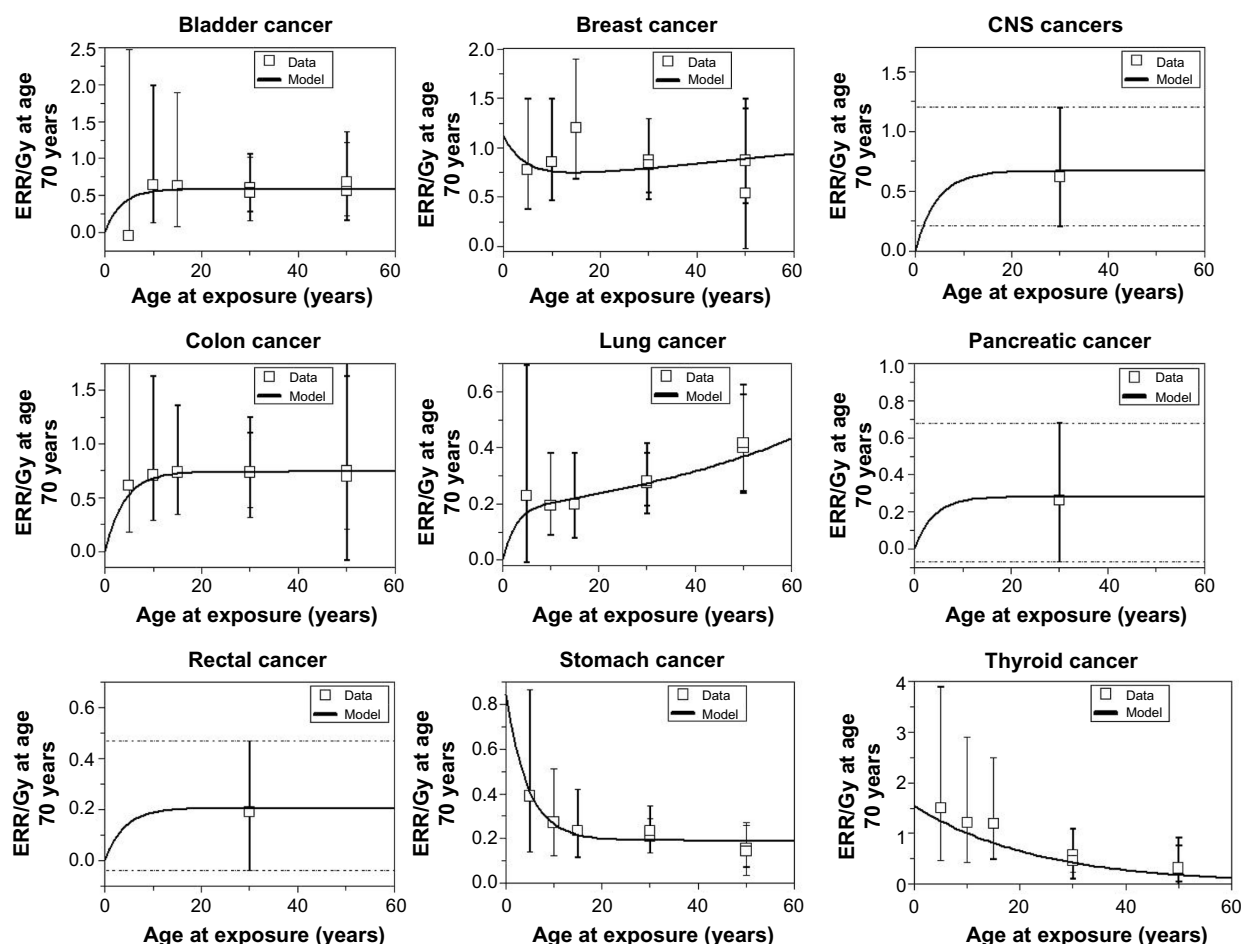 Bladder cancer
ERR/Gy at age
70 years
2.5
2.0
1.5
1.0
0.5
0.0
Data
Model
0 20 40 60
Age at exposure (years)
Breast cancer
ERR/Gy at age
70 years
2.0
1.5
1.0
0.5
0.0
Data
Model
0 20 40 60
Age at exposure (years)
CNS cancers
ERR/Gy at age
70 years
1.5
1.0
0.5
0.0
Data
Model
0 20 40 60
Age at exposure (years)
Colon cancer
ERR/Gy at age
70 years
1.5
1.0
0.5
0.0
Data
Model
0 20 40 60
Age at exposure (years)
Lung cancer
ERR/Gy at age
70 years
0.6
0.4
0.2
0.0
Data
Model
0 20 40 60
Age at exposure (years)
Pancreatic cancer
ERR/Gy at age
70 years
1.0
0.8
0.6
0.4
0.2
0.0
Data
Model
0 20 40 60
Age at exposure (years)
Rectal cancer
ERR/Gy at age
70 years
0.6
0.4
0.2
0.0
Data
Model
0 20 40 60
Age at exposure (years)
Stomach cancer
ERR/Gy at age
70 years
0.8
0.6
0.4
0.2
0.0
Data
Model
0 20 40 60
Age at exposure (years)
Thyroid cancer
ERR/Gy at age
70 years
4
3
2
1
0
Data
Model
0 20 40 60
Age at exposure (years)